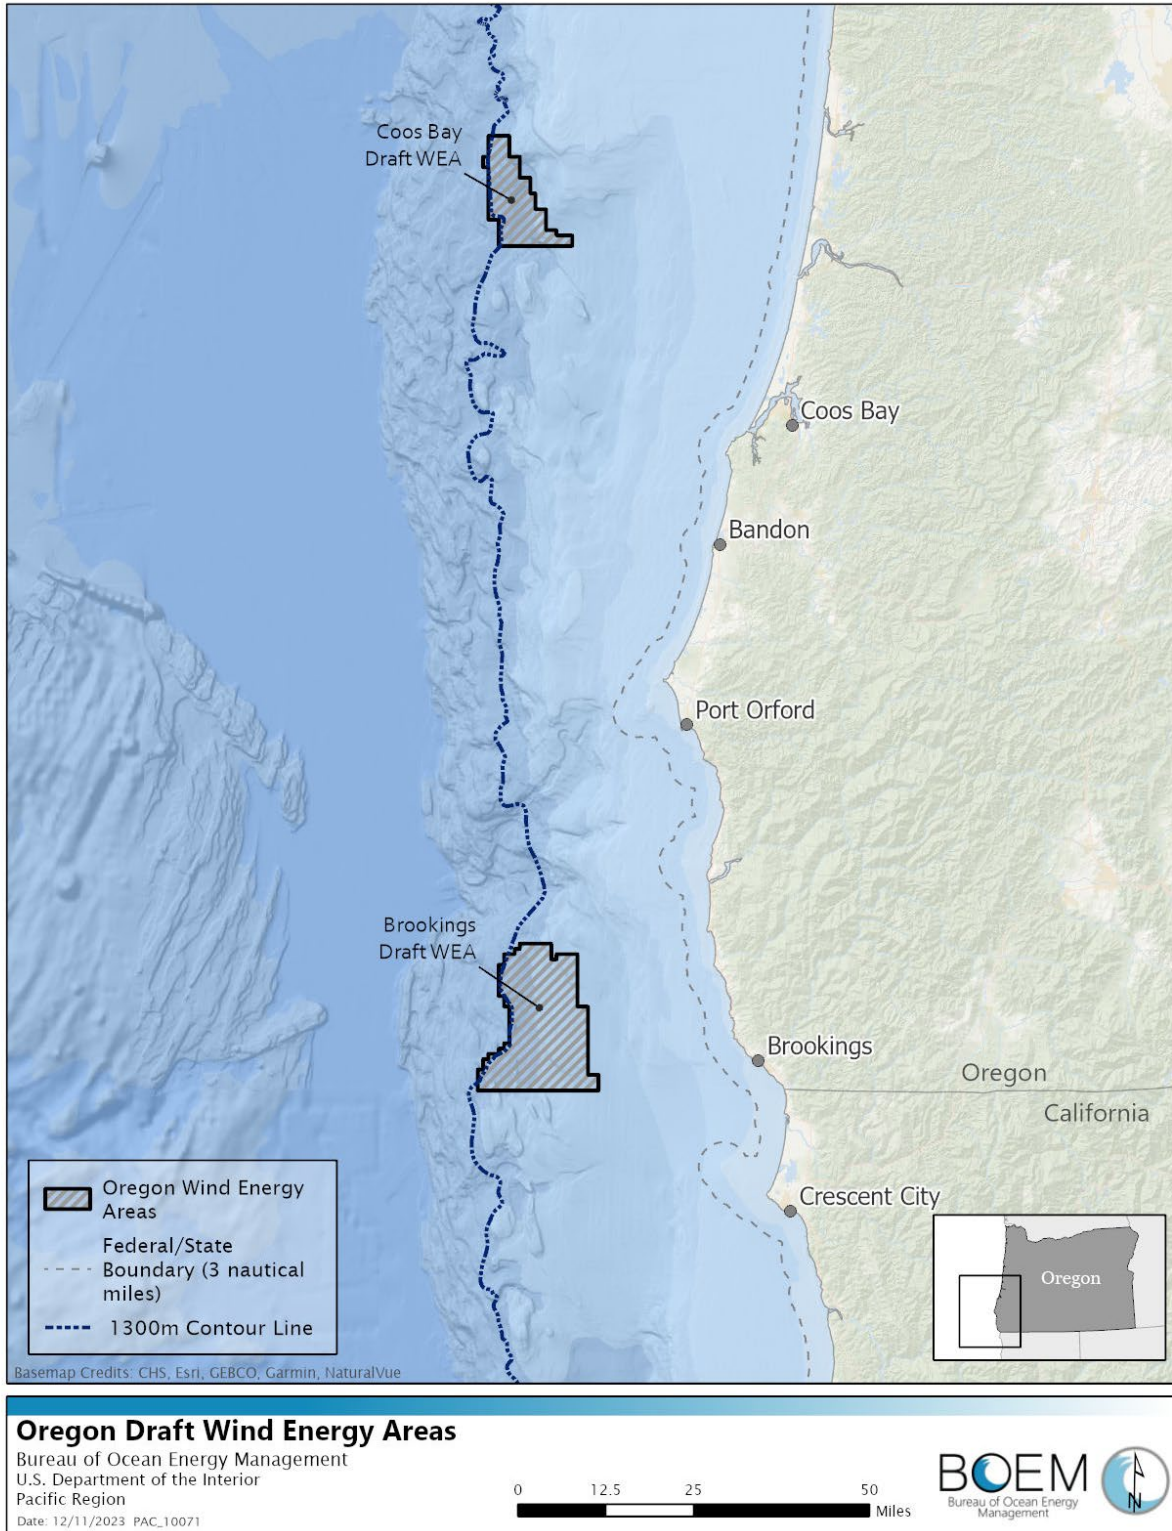 Coos Bay
Draft WEA
Coos Bay
Bandon
Port Orford
Brookings
Draft WEA
Brookings
Oregon
California
Crescent City
Oregon Wind Energy
Areas
Federal/State
Boundary (3 nautical
miles)
1300m Contour Line
Oregon
Basemap Credits: CHS, Esri, GEBCO, Garmin, NaturalVue
Oregon Draft Wind Energy Areas
Bureau of Ocean Energy Management
U.S. Department of the Interior
Pacific Region
Date: 12/11/2023 PAC_10071
0 12.5 25 50
Miles
BOEM
Bureau of Ocean Energy
Management
N